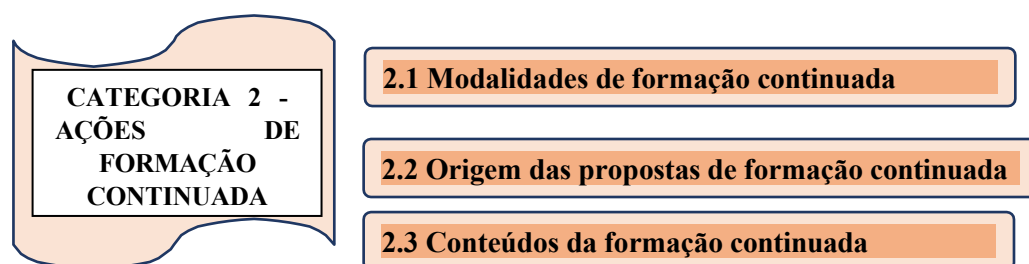 CATEGORIA 2 -
AÇÕES DE
FORMAÇÃO
CONTINUADA
2.1 Modalidades de formação continuada
2.2 Origem das propostas de formação continuada
2.3 Conteúdos da formação continuada